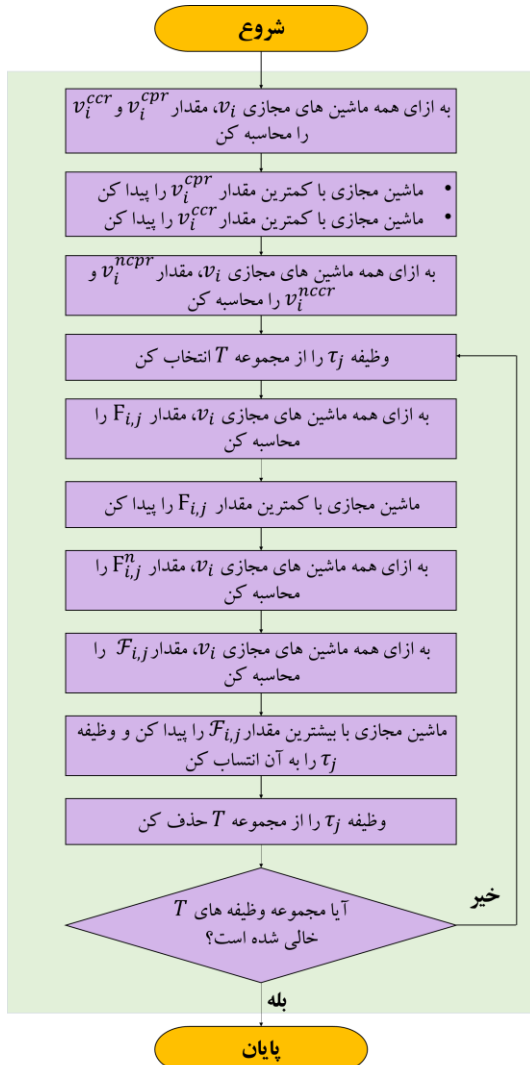 شروع
به ازای همه ماشین های مجازی v_i، مقدار v_i^{cpr} و v_i^{ccr}
را محاسبه کن
• ماشین مجازی با کمترین مقدار v_i^{cpr} را پیدا کن
• ماشین مجازی با کمترین مقدار v_i^{ccr} را پیدا کن
به ازای همه ماشین های مجازی v_i، مقدار v_i^{ncpr} و
v_i^{nccr} را محاسبه کن
وظیفه τ_j را از مجموعه T انتخاب کن
به ازای همه ماشین های مجازی v_i، مقدار F_{i,j} را
محاسبه کن
ماشین مجازی با کمترین مقدار F_{i,j} را پیدا کن
به ازای همه ماشین های مجازی v_i، مقدار F_{i,j}^n را
محاسبه کن
به ازای همه ماشین های مجازی v_i، مقدار ℱ_{i,j} را
محاسبه کن
ماشین مجازی با بیشترین مقدار ℱ_{i,j} را پیدا کن و وظیفه
τ_j را به آن انتساب کن
وظیفه τ_j را از مجموعه T حذف کن
آیا مجموعه وظیفه های T
خالی شده است؟
خیر
بله
پایان